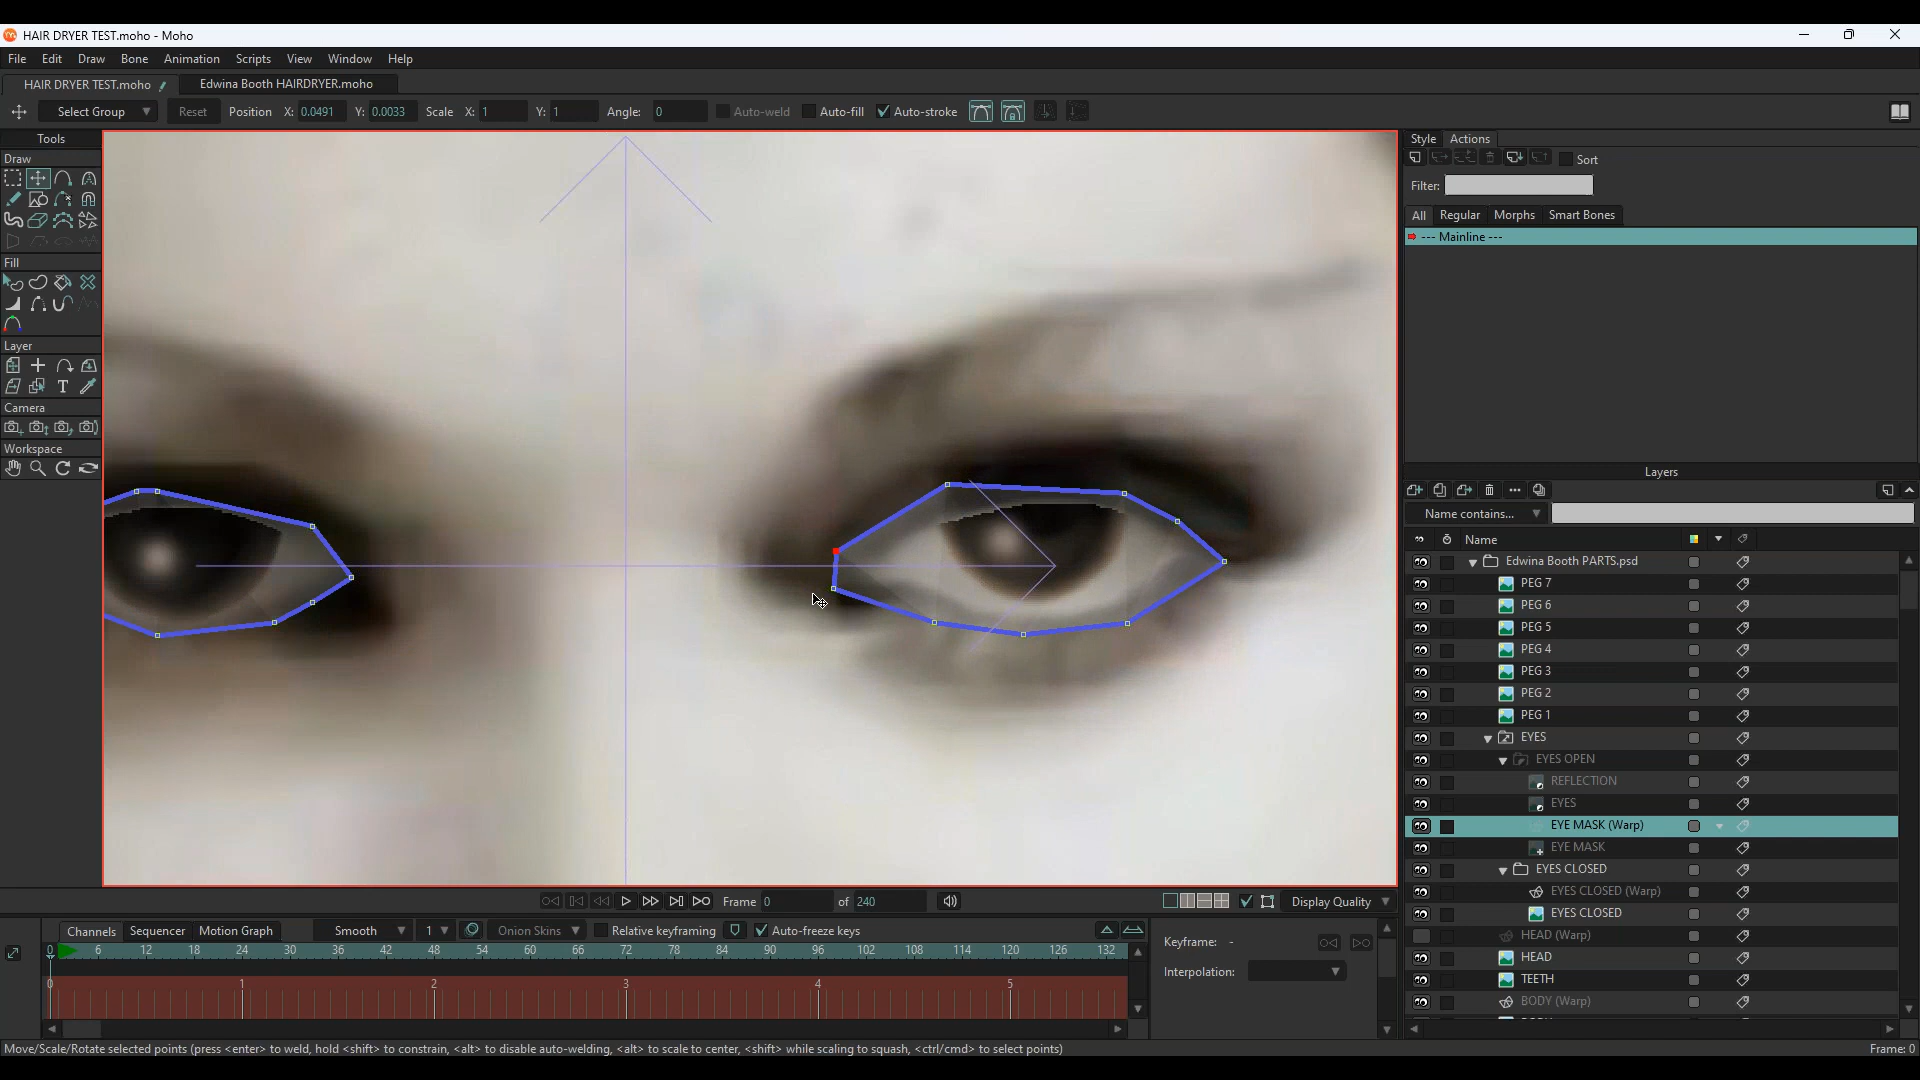 HAIR DRYER TEST.moho - Moho
File Edit Draw Bone Animation Scripts View Window Help
HAIR DRYER TEST.moho Edwina Booth HAIRDRYER.moho
Select Group Reset Position X: 0.0491 Y: 0.0033 Scale X: 1 Y: 1 Angle: 0 Auto-weld Auto-fill Auto-stroke
Tools
Draw
Fill
Layer
Camera
Workspace
Style Actions
Sort
Filter:
All Regular Morphs Smart Bones
--- Mainline ---
Layers
Name contains...
Name
Edwina Booth PARTS.psd
PEG 7
PEG 6
PEG 5
PEG 4
PEG 3
PEG 2
PEG 1
EYES
EYES OPEN
REFLECTION
EYES
EYE MASK (Warp)
EYE MASK
EYES CLOSED
EYES CLOSED (Warp)
EYES CLOSED
HEAD (Warp)
HEAD
TEETH
BODY (Warp)
Frame 0 of 240 Display Quality
Channels Sequencer Motion Graph Smooth 1 Onion Skins Relative keyframing Auto-freeze keys
Keyframe: -
Interpolation:
0 6 12 18 24 30 36 42 48 54 60 66 72 78 84 90 96 102 108 114 120 126 132
0 1 2 3 4 5
Move/Scale/Rotate selected points (press <enter> to weld, hold <shift> to constrain, <alt> to disable auto-welding, <alt> to scale to center, <shift> while scaling to squash, <ctrl/cmd> to select points) Frame: 0